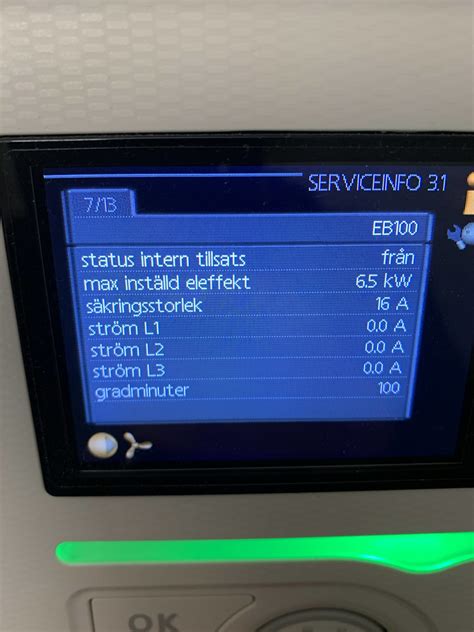 SERVICEINFO 3.1
7/13
EB100
status intern tillsats från
max inställd eleffekt 6.5 kW
säkringsstorlek 16 A
ström L1 0.0 A
ström L2 0.0 A
ström L3 0.0 A
gradminuter 100
OK